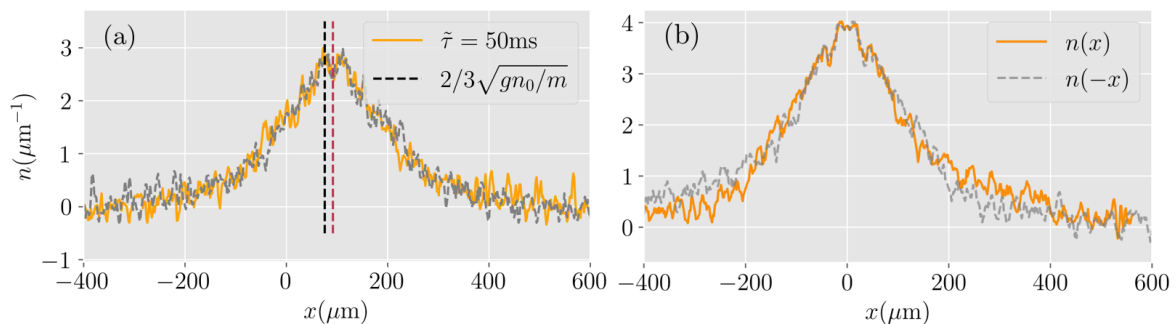 (a)
τ̃ = 50ms
2/3√gn₀/m
n(μm⁻¹)
3
2
1
0
−1
−400 −200 0 200 400 600
x(μm)
(b)
n(x)
n(−x)
4
3
2
1
0
−400 −200 0 200 400 600
x(μm)